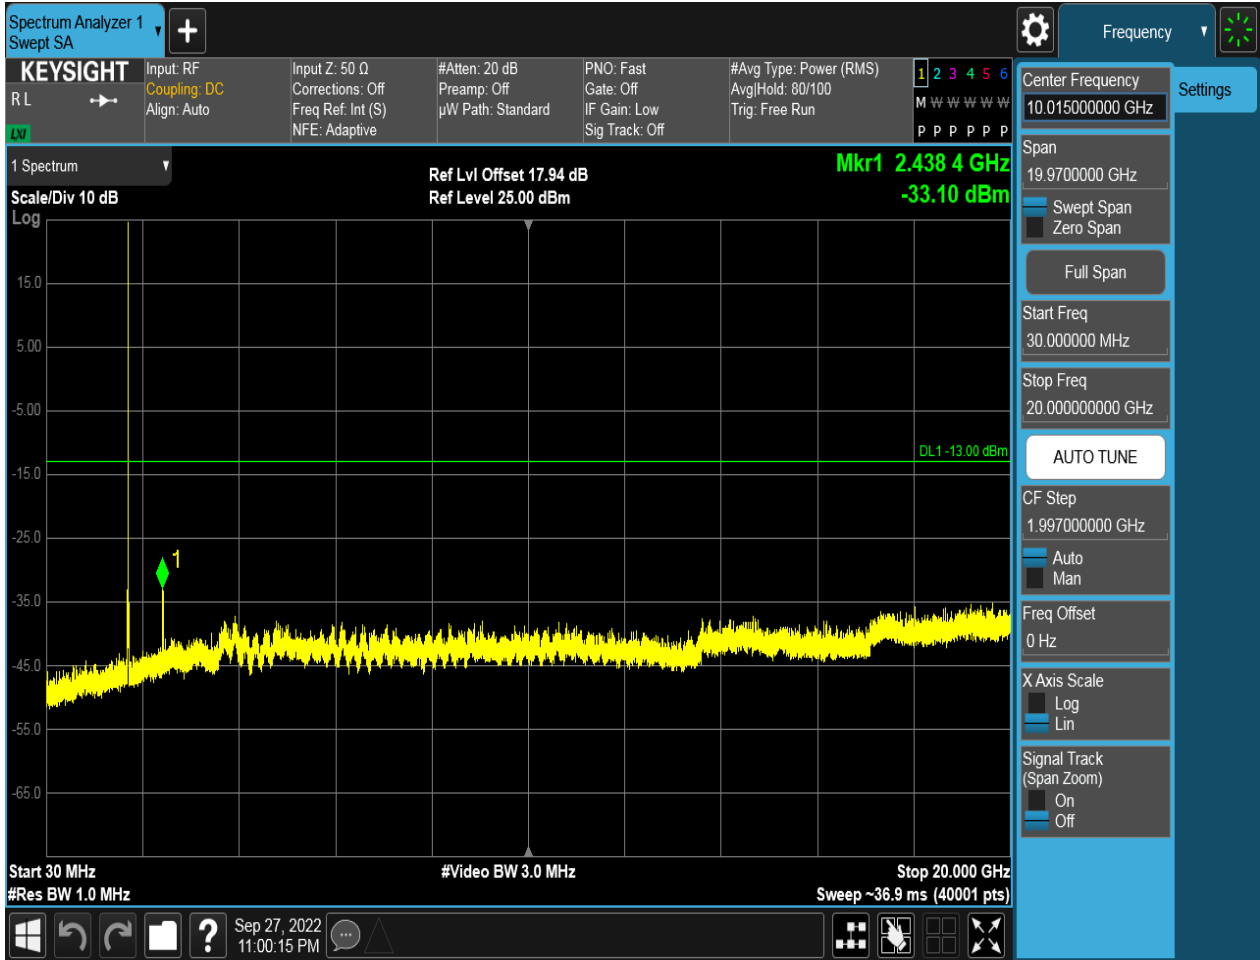 Spectrum Analyzer 1
Swept SA
Frequency
KEYSIGHT
R L
LXI
Input: RF
Coupling: DC
Align: Auto
Input Z: 50 Ω
Corrections: Off
Freq Ref: Int (S)
NFE: Adaptive
#Atten: 20 dB
Preamp: Off
µW Path: Standard
PNO: Fast
Gate: Off
IF Gain: Low
Sig Track: Off
#Avg Type: Power (RMS)
Avg|Hold: 80/100
Trig: Free Run
1 2 3 4 5 6
M W W W W W
P P P P P P
1 Spectrum
Scale/Div 10 dB
Log
Ref Lvl Offset 17.94 dB
Ref Level 25.00 dBm
Mkr1 2.438 4 GHz
-33.10 dBm
15.0
5.00
-5.00
-15.0
-25.0
-35.0
-45.0
-55.0
-65.0
DL1 -13.00 dBm
1
Start 30 MHz
#Res BW 1.0 MHz
#Video BW 3.0 MHz
Stop 20.000 GHz
Sweep ~36.9 ms (40001 pts)
Center Frequency
10.015000000 GHz
Settings
Span
19.9700000 GHz
Swept Span
Zero Span
Full Span
Start Freq
30.000000 MHz
Stop Freq
20.000000000 GHz
AUTO TUNE
CF Step
1.997000000 GHz
Auto
Man
Freq Offset
0 Hz
X Axis Scale
Log
Lin
Signal Track
(Span Zoom)
On
Off
?
Sep 27, 2022
11:00:15 PM